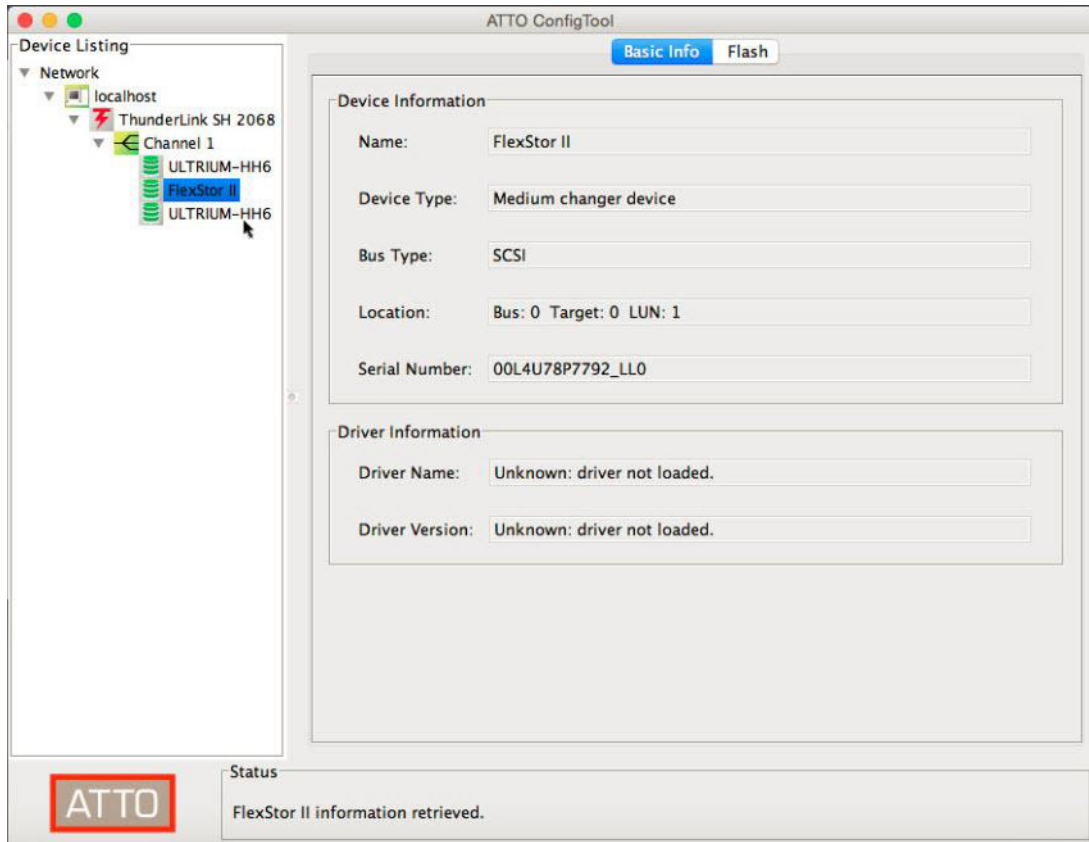 ATTO ConfigTool
Device Listing
Network
localhost
ThunderLink SH 2068
Channel 1
ULTRIUM-HH6
FlexStor II
ULTRIUM-HH6
Basic Info Flash
Device Information
Name: FlexStor II
Device Type: Medium changer device
Bus Type: SCSI
Location: Bus: 0 Target: 0 LUN: 1
Serial Number: 00L4U78P7792_LL0
Driver Information
Driver Name: Unknown: driver not loaded.
Driver Version: Unknown: driver not loaded.
ATTO
Status
FlexStor II information retrieved.